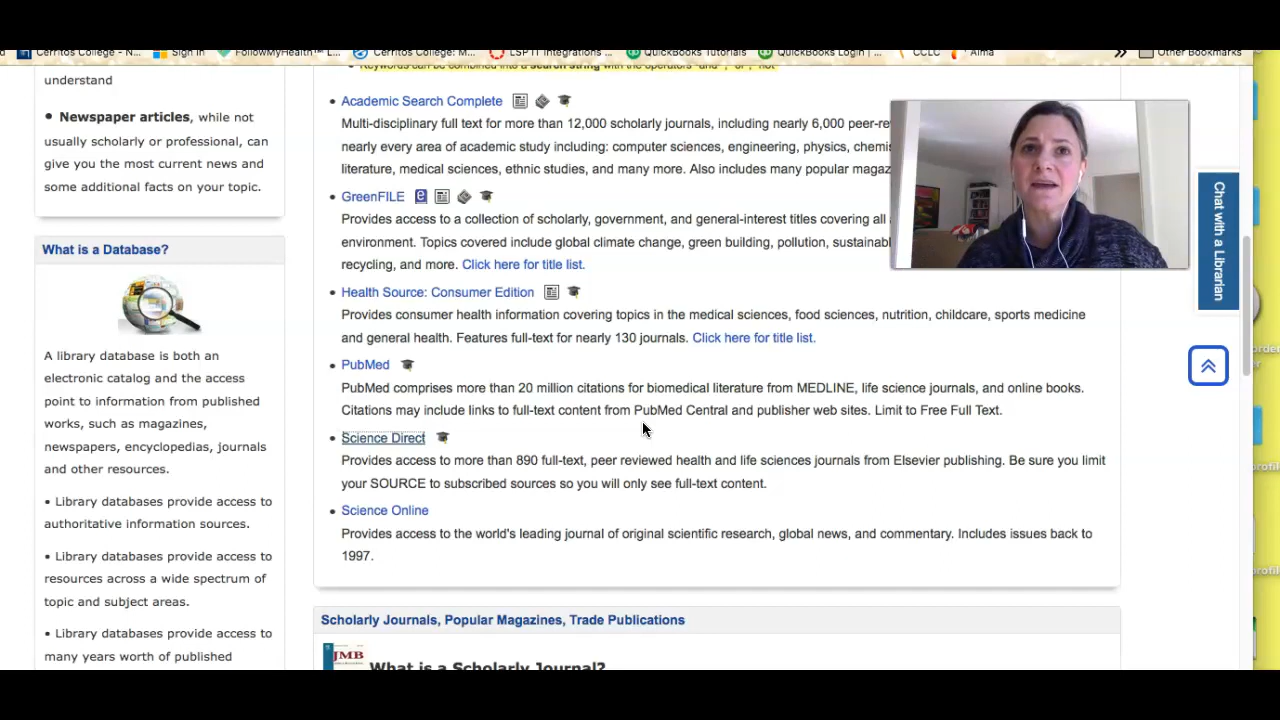 Cerritos College - N...
Sign In
FollowMyHealth™ L...
Cerritos College: M...
LSPTI Integrations ...
QuickBooks Tutorials
QuickBooks Login | ...
CCLC
Alma
Other Bookmarks
understand
• Newspaper articles, while not
usually scholarly or professional, can
give you the most current news and
some additional facts on your topic.
What is a Database?
A library database is both an
electronic catalog and the access
point to information from published
works, such as magazines,
newspapers, encyclopedias, journals
and other resources.
• Library databases provide access to
authoritative information sources.
• Library databases provide access to
resources across a wide spectrum of
topic and subject areas.
• Library databases provide access to
many years worth of published
Keywords can be combined into a search string with the operators "and", "or", "not"
• Academic Search Complete
Multi-disciplinary full text for more than 12,000 scholarly journals, including nearly 6,000 peer-re
nearly every area of academic study including: computer sciences, engineering, physics, chemis
literature, medical sciences, ethnic studies, and many more. Also includes many popular magaz
• GreenFILE
Provides access to a collection of scholarly, government, and general-interest titles covering all
environment. Topics covered include global climate change, green building, pollution, sustainab
recycling, and more. Click here for title list.
• Health Source: Consumer Edition
Provides consumer health information covering topics in the medical sciences, food sciences, nutrition, childcare, sports medicine
and general health. Features full-text for nearly 130 journals. Click here for title list.
• PubMed
PubMed comprises more than 20 million citations for biomedical literature from MEDLINE, life science journals, and online books.
Citations may include links to full-text content from PubMed Central and publisher web sites. Limit to Free Full Text.
• Science Direct
Provides access to more than 890 full-text, peer reviewed health and life sciences journals from Elsevier publishing. Be sure you limit
your SOURCE to subscribed sources so you will only see full-text content.
• Science Online
Provides access to the world's leading journal of original scientific research, global news, and commentary. Includes issues back to
1997.
Scholarly Journals, Popular Magazines, Trade Publications
JMB
What is a Scholarly Journal?
Chat with a Librarian